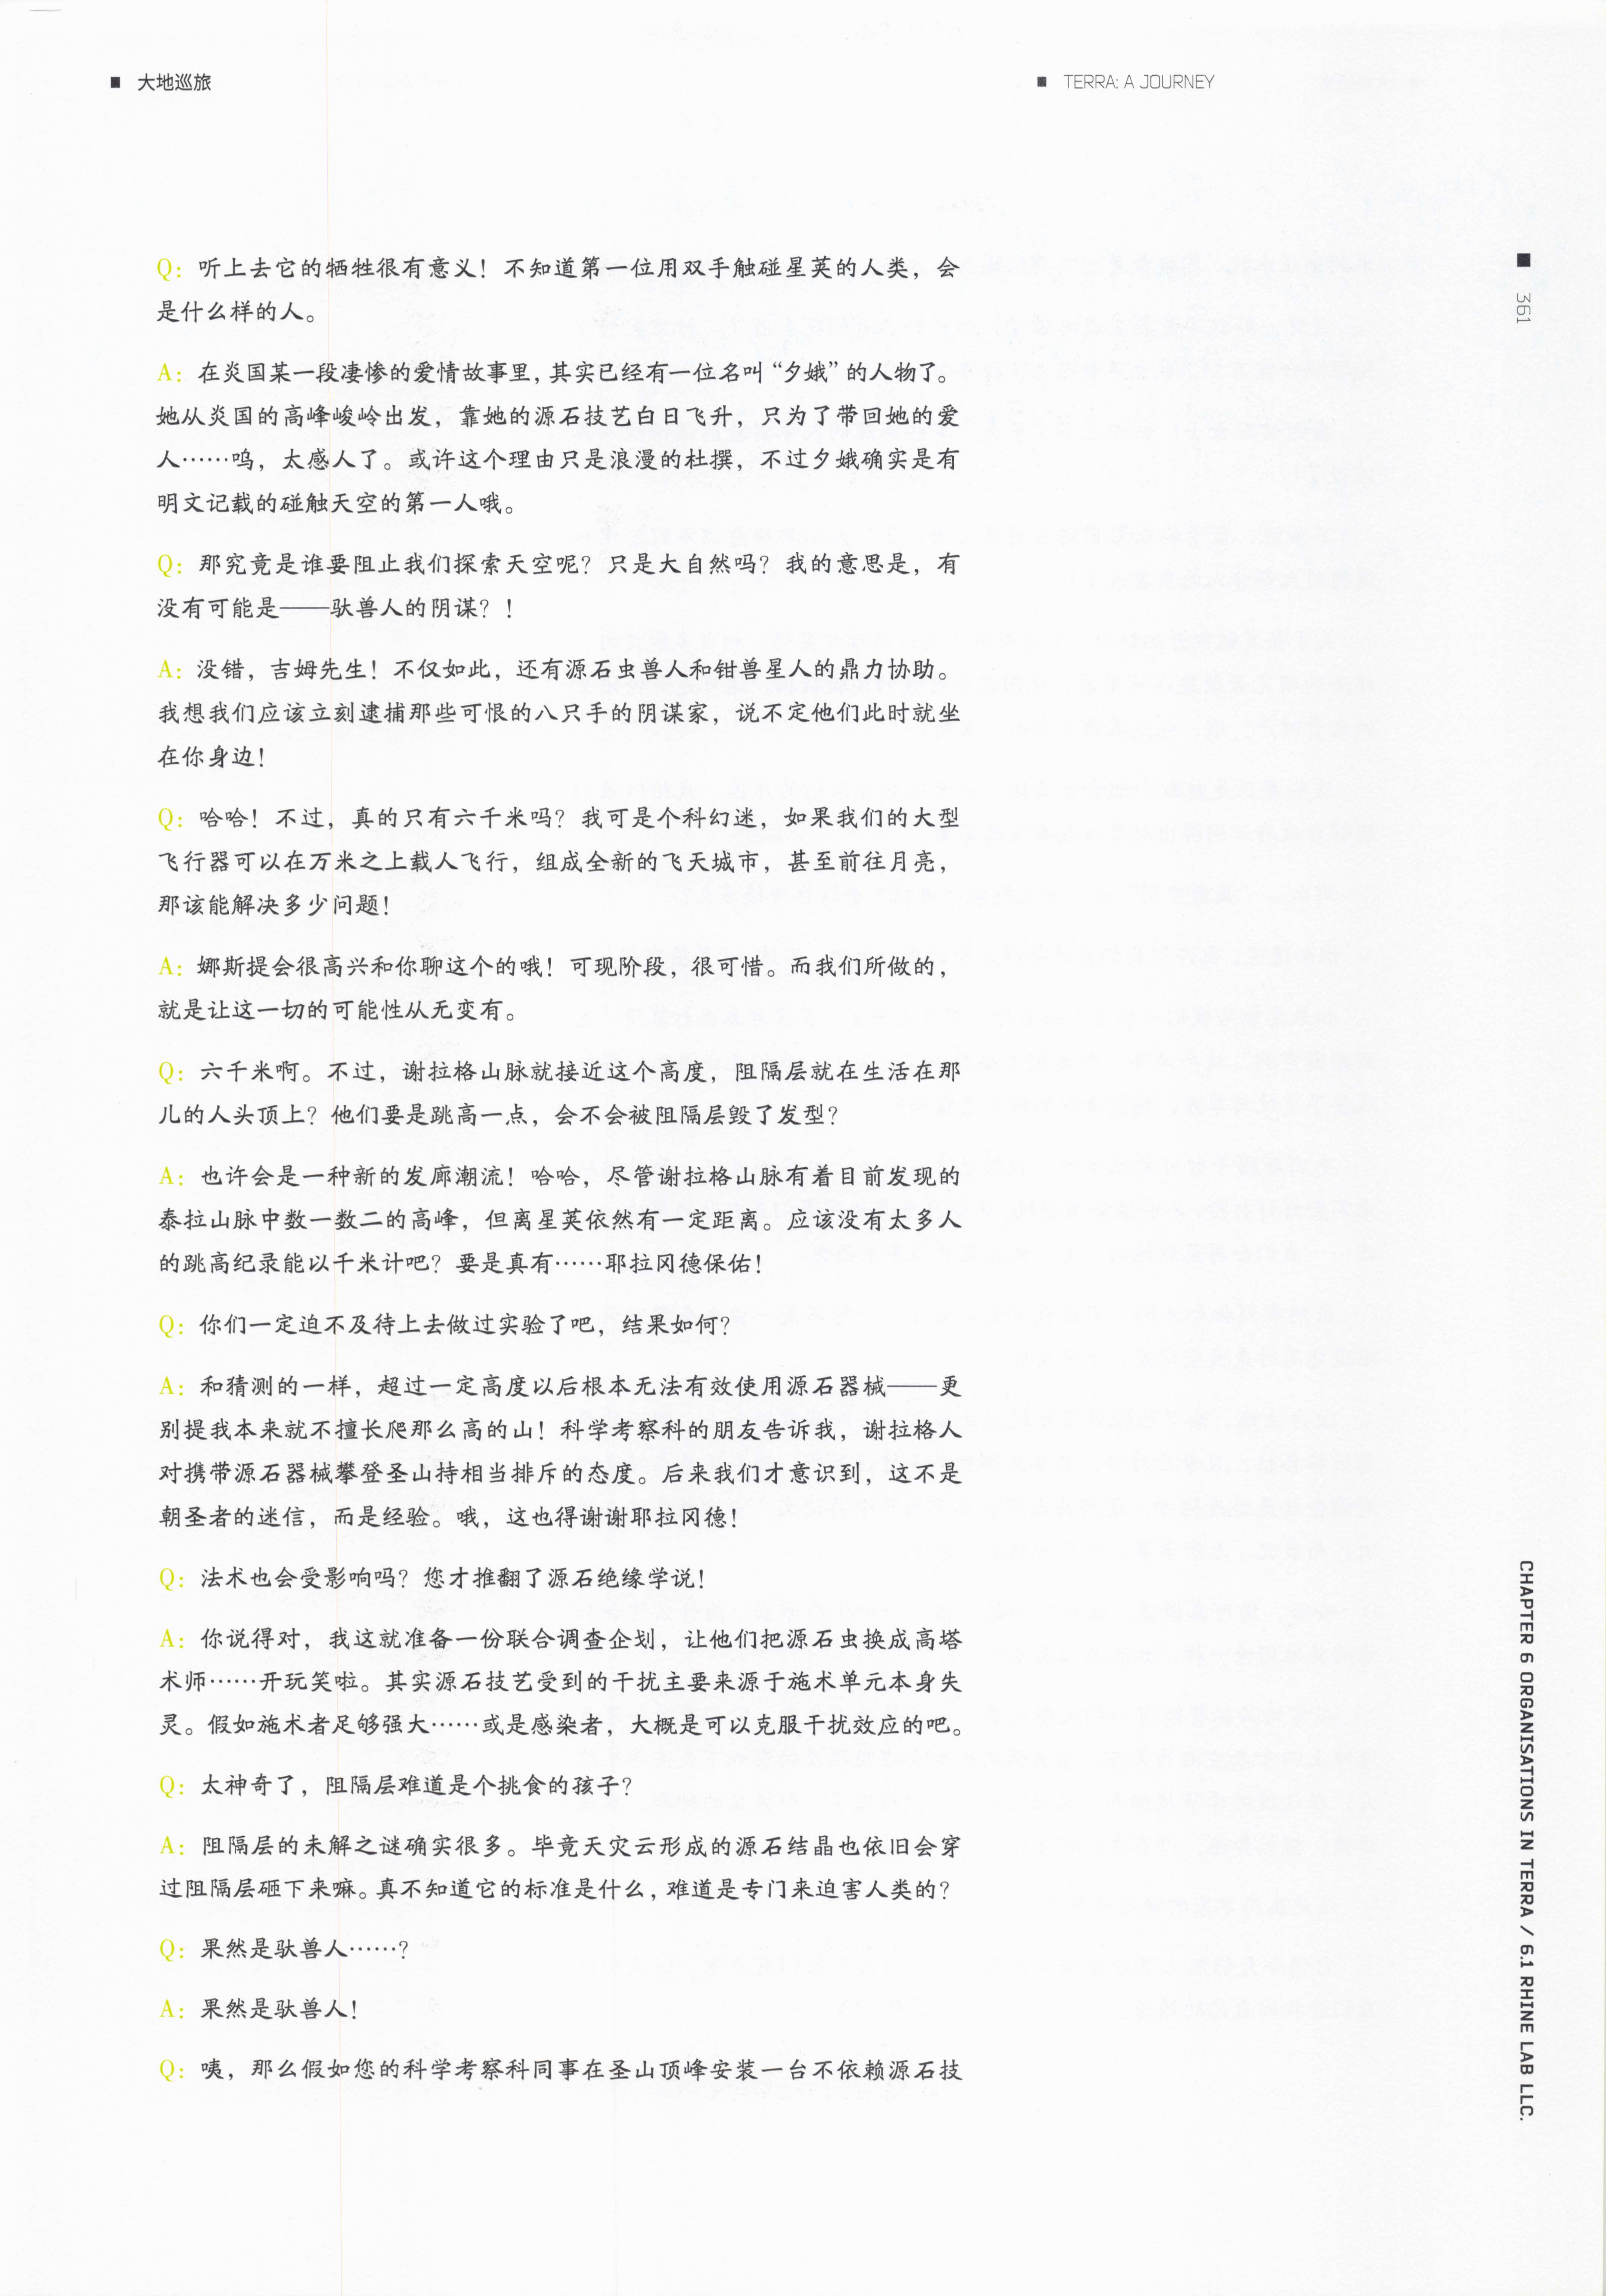 大地巡旅
TERRA: A JOURNEY
361
Q：听上去它的牺牲很有意义！不知道第一位用双手触碰星荚的人类，会
是什么样的人。
A：在炎国某一段凄惨的爱情故事里，其实已经有一位名叫“夕娥”的人物了。
她从炎国的高峰峻岭出发，靠她的源石技艺白日飞升，只为了带回她的爱
人……呜，太感人了。或许这个理由只是浪漫的杜撰，不过夕娥确实是有
明文记载的碰触天空的第一人哦。
Q：那究竟是谁要阻止我们探索天空呢？只是大自然吗？我的意思是，有
没有可能是——驮兽人的阴谋？！
A：没错，吉姆先生！不仅如此，还有源石虫兽人和钳兽星人的鼎力协助。
我想我们应该立刻逮捕那些可恨的八只手的阴谋家，说不定他们此时就坐
在你身边！
Q：哈哈！不过，真的只有六千米吗？我可是个科幻迷，如果我们的大型
飞行器可以在万米之上载人飞行，组成全新的飞天城市，甚至前往月亮，
那该能解决多少问题！
A：娜斯提会很高兴和你聊这个的哦！可现阶段，很可惜。而我们所做的，
就是让这一切的可能性从无变有。
Q：六千米啊。不过，谢拉格山脉就接近这个高度，阻隔层就在生活在那
儿的人头顶上？他们要是跳高一点，会不会被阻隔层毁了发型？
A：也许会是一种新的发廊潮流！哈哈，尽管谢拉格山脉有着目前发现的
泰拉山脉中数一数二的高峰，但离星荚依然有一定距离。应该没有太多人
的跳高纪录能以千米计吧？要是真有……耶拉冈德保佑！
Q：你们一定迫不及待上去做过实验了吧，结果如何？
A：和猜测的一样，超过一定高度以后根本无法有效使用源石器械——更
别提我本来就不擅长爬那么高的山！科学考察科的朋友告诉我，谢拉格人
对携带源石器械攀登圣山持相当排斥的态度。后来我们才意识到，这不是
朝圣者的迷信，而是经验。哦，这也得谢谢耶拉冈德！
Q：法术也会受影响吗？您才推翻了源石绝缘学说！
A：你说得对，我这就准备一份联合调查企划，让他们把源石虫换成高塔
术师……开玩笑啦。其实源石技艺受到的干扰主要来源于施术单元本身失
灵。假如施术者足够强大……或是感染者，大概是可以克服干扰效应的吧。
Q：太神奇了，阻隔层难道是个挑食的孩子？
A：阻隔层的未解之谜确实很多。毕竟天灾云形成的源石结晶也依旧会穿
过阻隔层砸下来嘛。真不知道它的标准是什么，难道是专门来迫害人类的？
Q：果然是驮兽人……？
A：果然是驮兽人！
Q：咦，那么假如您的科学考察科同事在圣山顶峰安装一台不依赖源石技
CHAPTER 6 ORGANISATIONS IN TERRA / 6.1 RHINE LAB LLC.